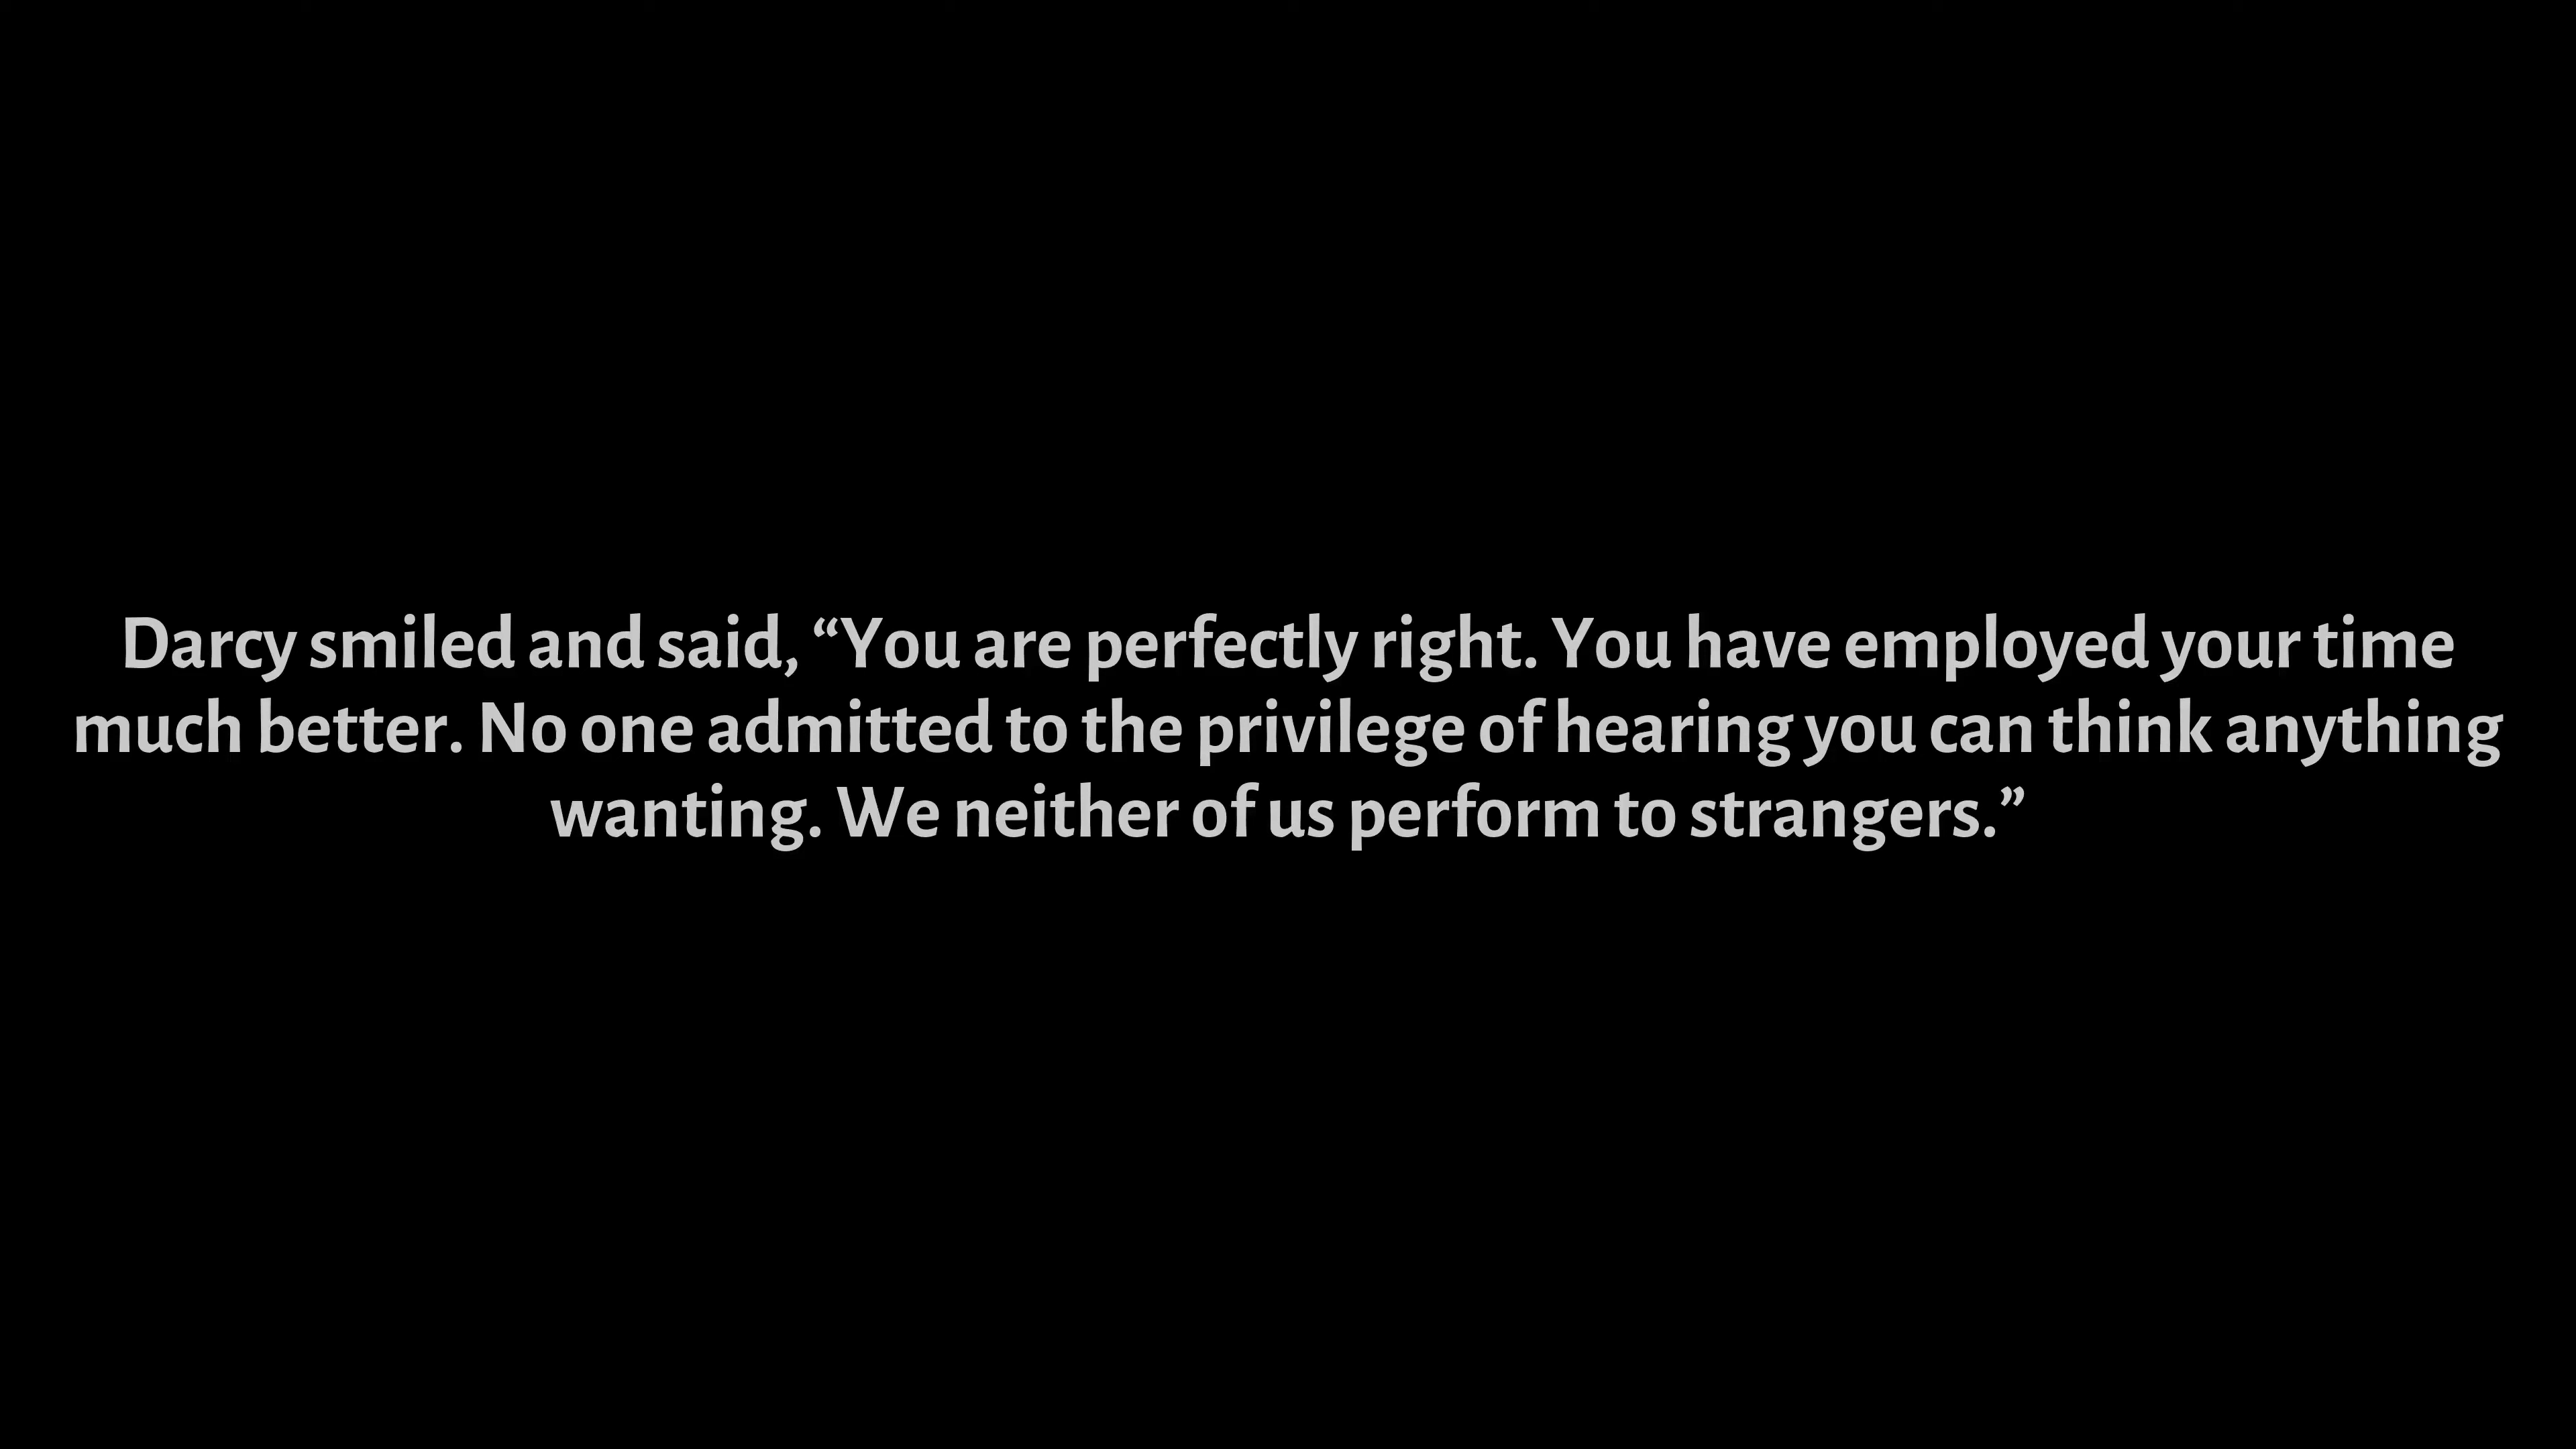 Darcy smiled and said, “You are perfectly right. You have employed your time
much better. No one admitted to the privilege of hearing you can think anything
wanting. We neither of us perform to strangers.”